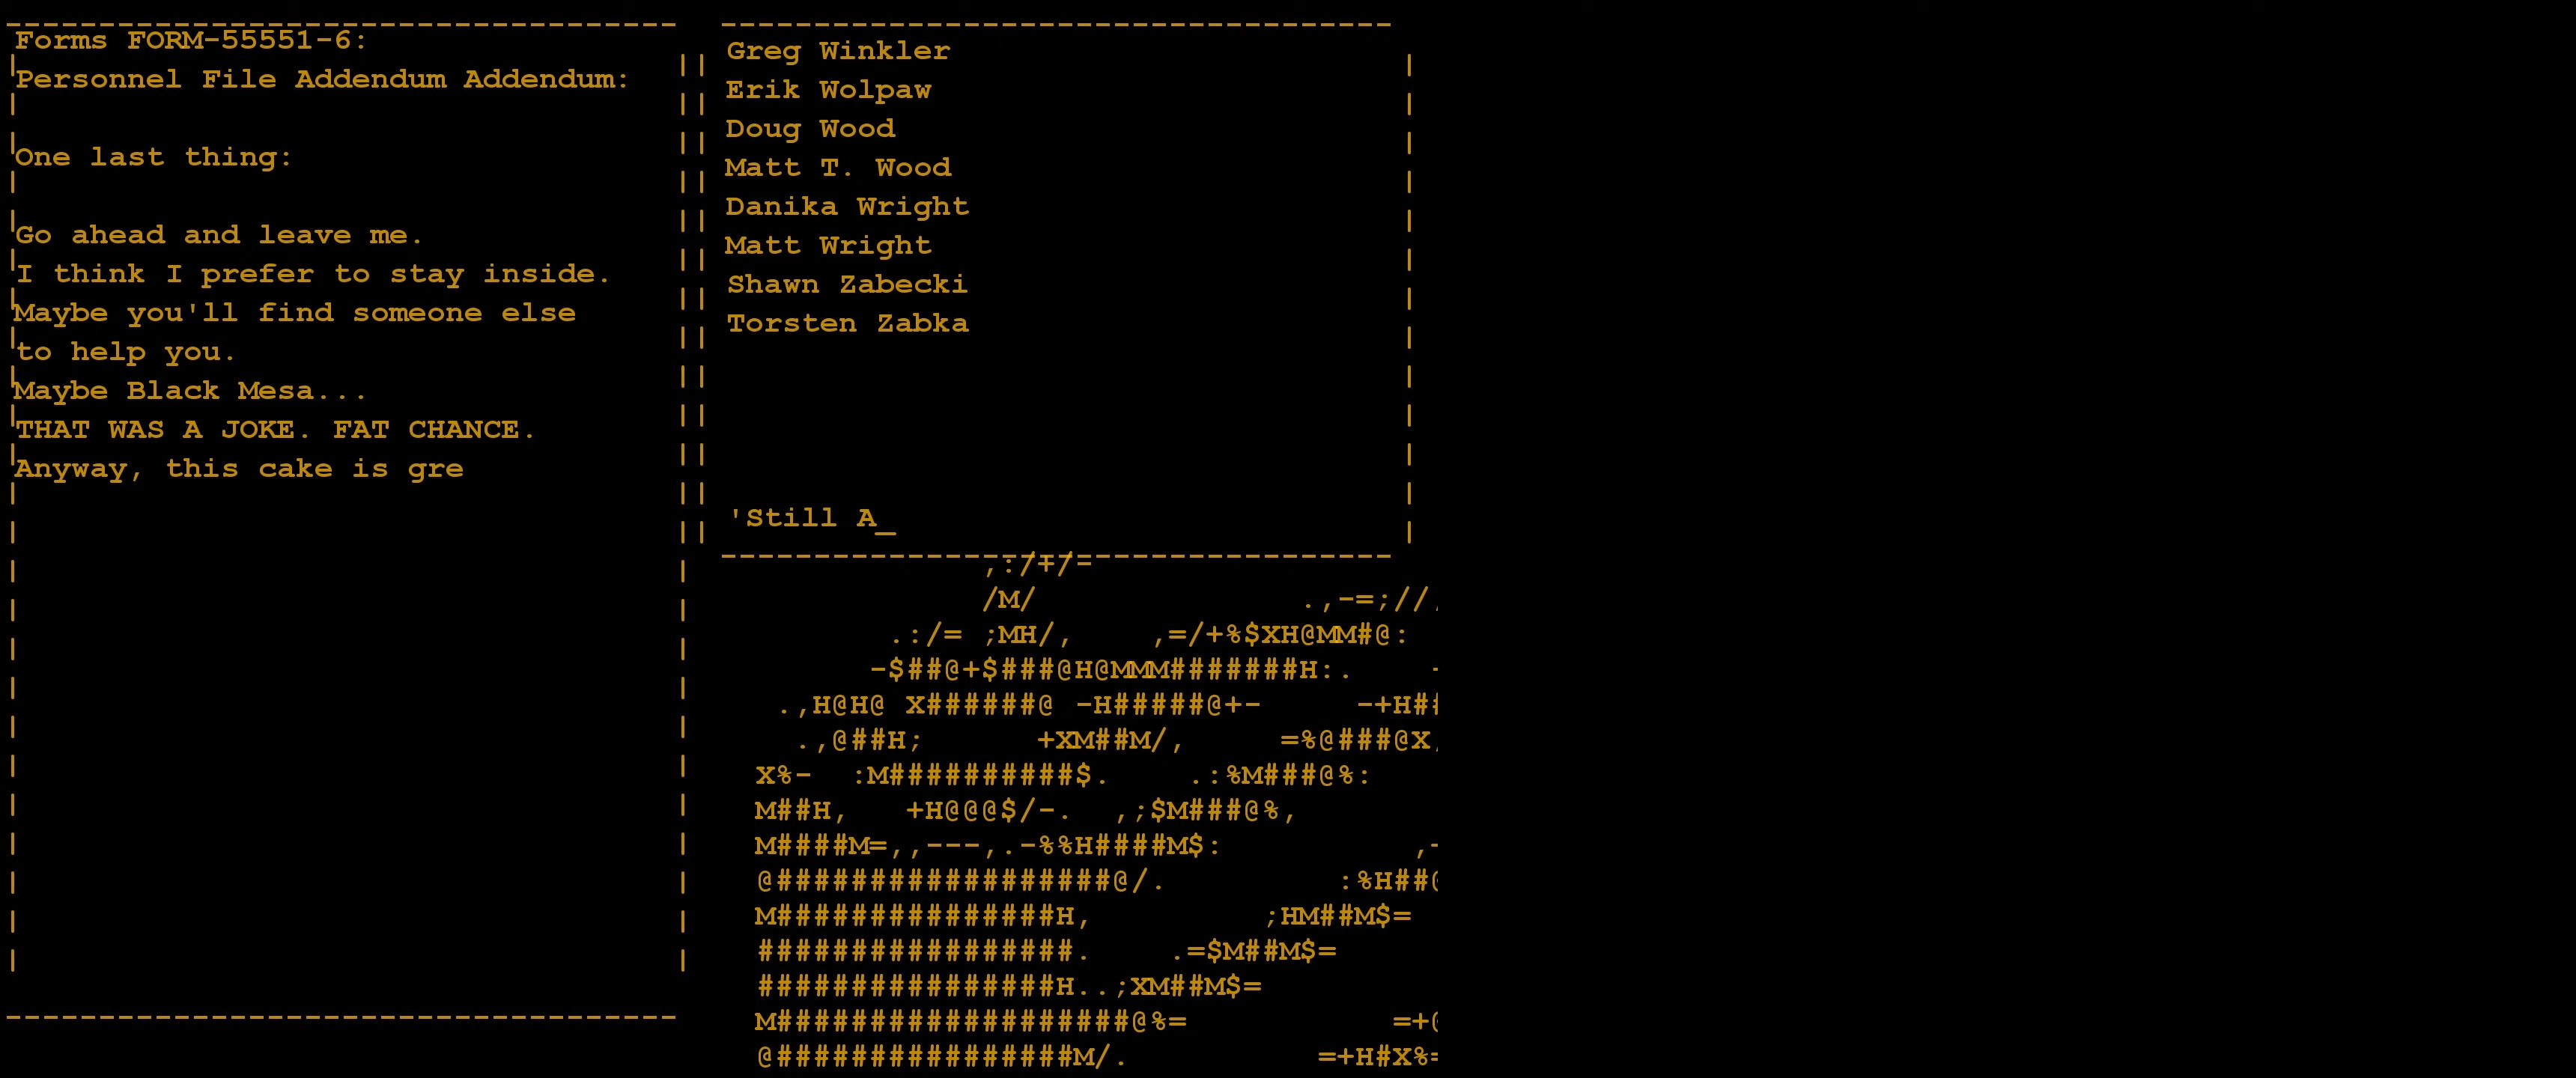 Forms FORM-55551-6:
Personnel File Addendum Addendum:
One last thing:
Go ahead and leave me.
I think I prefer to stay inside.
Maybe you'll find someone else
to help you.
Maybe Black Mesa...
THAT WAS A JOKE. FAT CHANCE.
Anyway, this cake is gre
Greg Winkler
Erik Wolpaw
Doug Wood
Matt T. Wood
Danika Wright
Matt Wright
Shawn Zabecki
Torsten Zabka
'Still A_